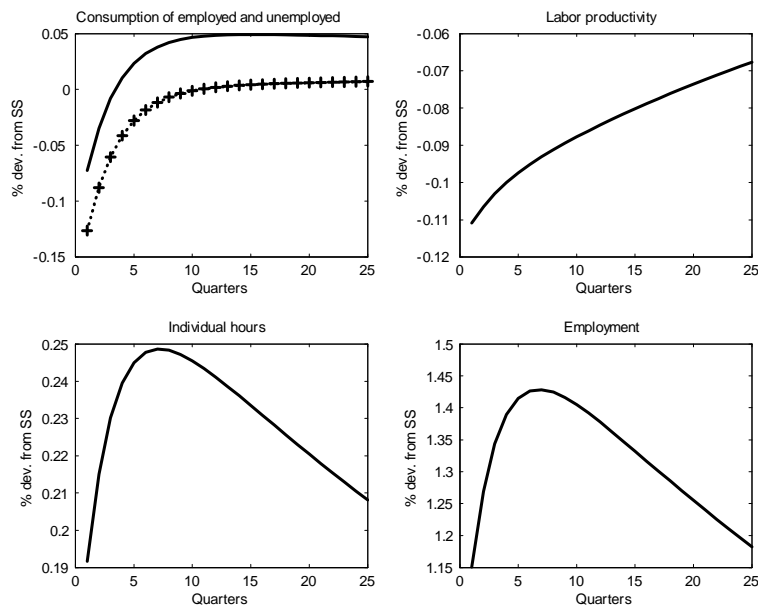 Consumption of employed and unemployed
0.05
0
-0.05
-0.1
-0.15
% dev. from SS
0 5 10 15 20 25
Quarters
Labor productivity
-0.06
-0.07
-0.08
-0.09
-0.1
-0.11
-0.12
% dev. from SS
0 5 10 15 20 25
Quarters
Individual hours
0.25
0.24
0.23
0.22
0.21
0.2
0.19
% dev. from SS
0 5 10 15 20 25
Quarters
Employment
1.5
1.45
1.4
1.35
1.3
1.25
1.2
1.15
% dev. from SS
0 5 10 15 20 25
Quarters